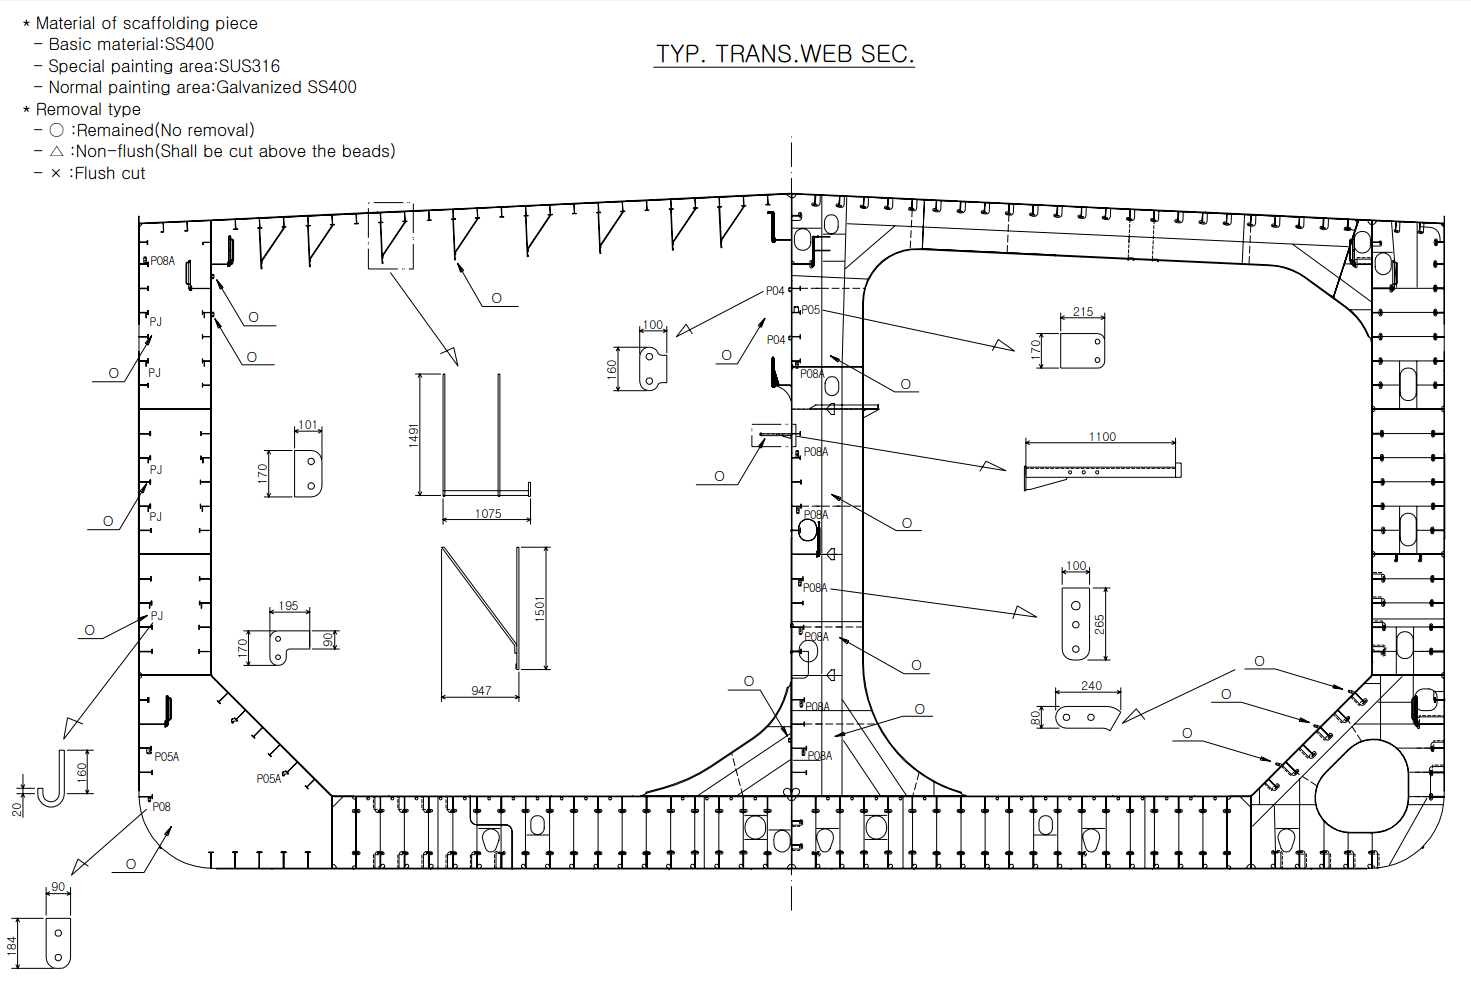 * Material of scaffolding piece
- Basic material:SS400
- Special painting area:SUS316
- Normal painting area:Galvanized SS400
* Removal type
- ○ :Remained(No removal)
- △ :Non-flush(Shall be cut above the beads)
- × :Flush cut
TYP. TRANS.WEB SEC.
P08A
PJ
PJ
O
O
O
O
P04
P05
P04
P08A
O
O
100
160
215
170
101
170
1491
1075
PJ
PJ
O
P08A
O
1100
P08A
O
947
1501
195
170
90
PJ
O
P08A
100
265
P08A
O
O
P08A
O
P08A
240
80
O
O
O
P05A
P05A
160
20
P08
O
90
184